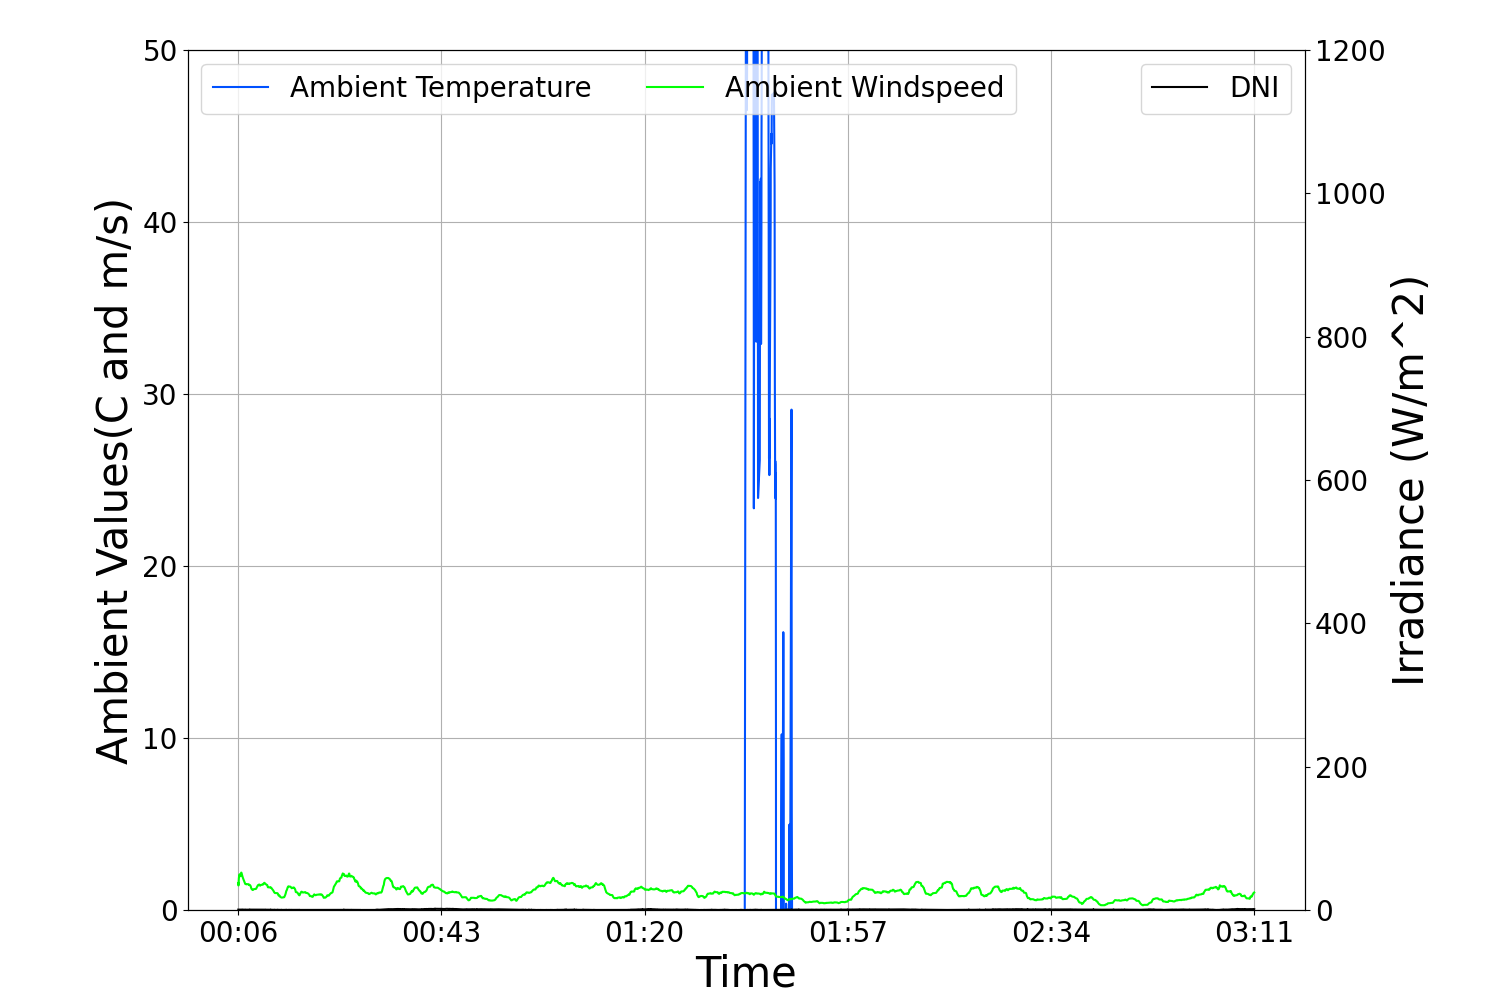 Ambient Temperature Ambient Windspeed DNI
Ambient Values(C and m/s)
50
40
30
20
10
0
1200
1000
800
600
400
200
0
Irradiance (W/m^2)
00:06 00:43 01:20 01:57 02:34 03:11
Time